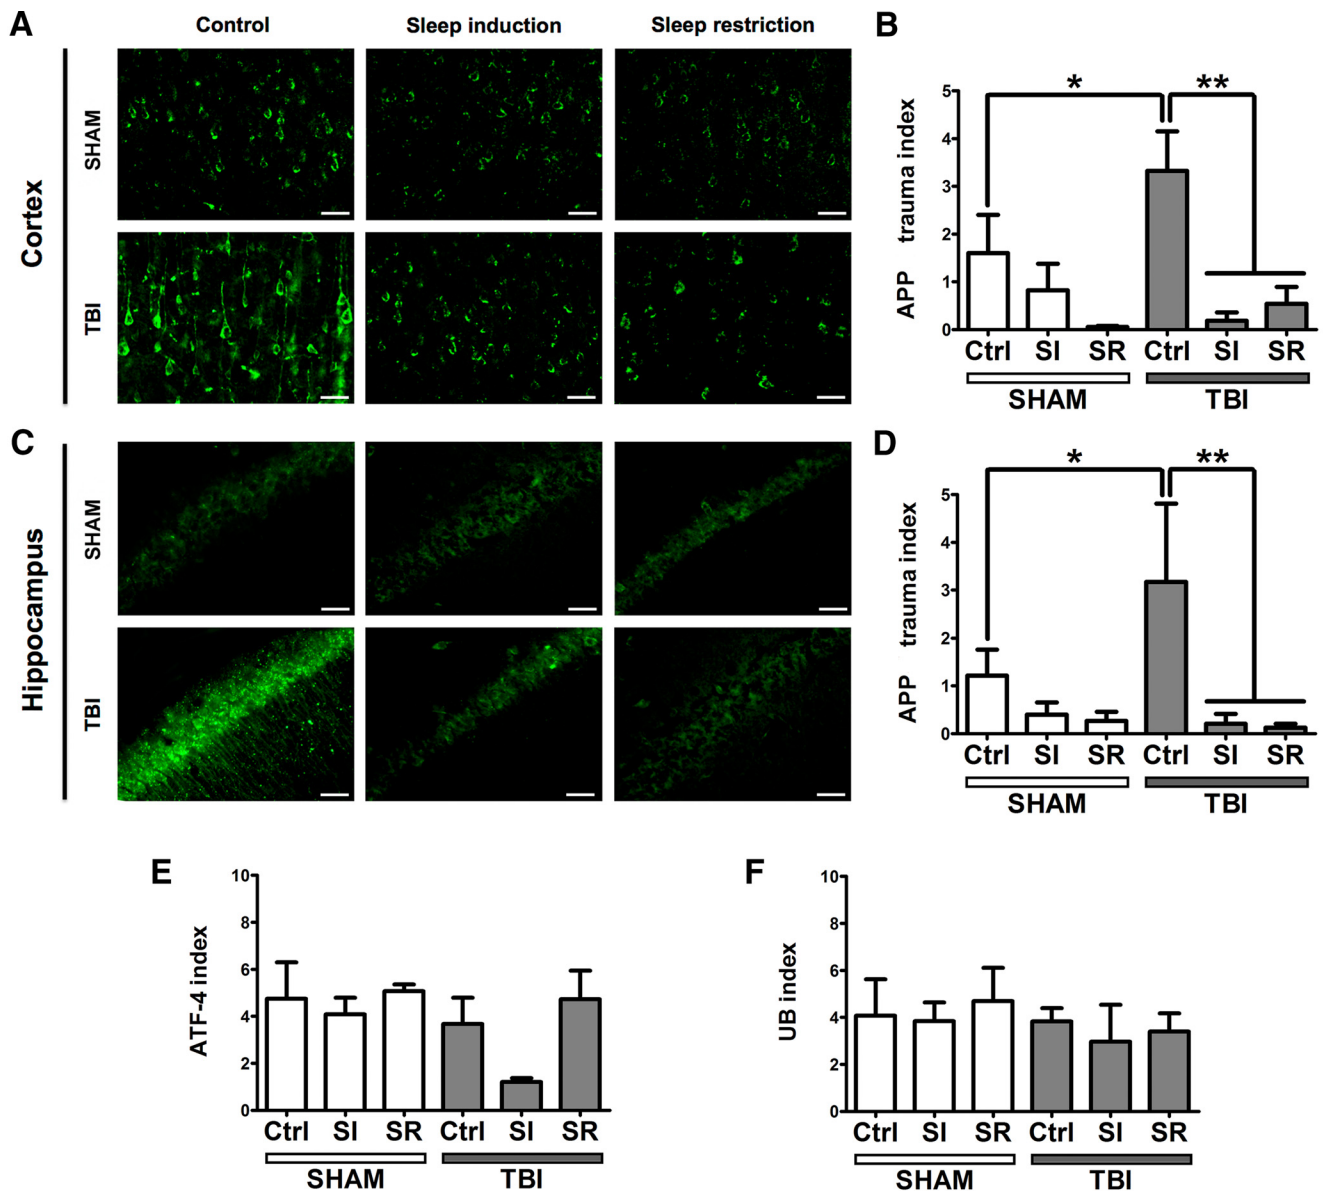 A
Control
Sleep induction
Sleep restriction
Cortex
SHAM
TBI
B
APP trauma index
5
4
3
2
1
0
*
**
Ctrl SI SR Ctrl SI SR
SHAM TBI
C
Hippocampus
SHAM
TBI
D
APP trauma index
5
4
3
2
1
0
*
**
Ctrl SI SR Ctrl SI SR
SHAM TBI
E
ATF-4 index
10
8
6
4
2
0
Ctrl SI SR Ctrl SI SR
SHAM TBI
F
UB index
10
8
6
4
2
0
Ctrl SI SR Ctrl SI SR
SHAM TBI